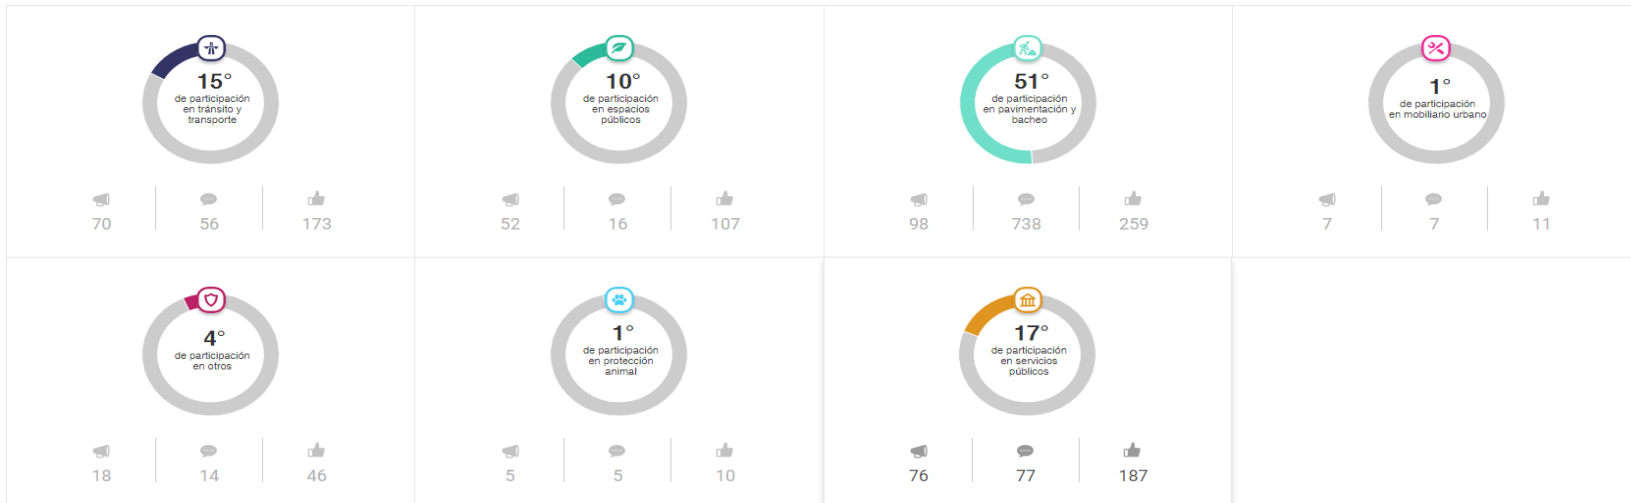 15°
de participación
en tránsito y
transporte
70 56 173
10°
de participación
en espacios
públicos
52 16 107
51°
de participación
en pavimentación y
bacheo
98 738 259
1°
de participación
en mobiliario urbano
7 7 11
4°
de participación
en otros
18 14 46
1°
de participación
en protección
animal
5 5 10
17°
de participación
en servicios
públicos
76 77 187